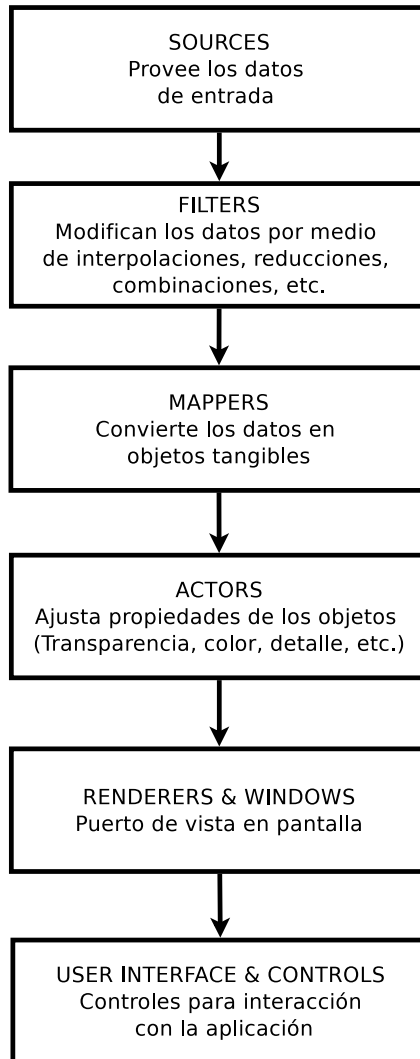 SOURCES
Provee los datos
de entrada
FILTERS
Modifican los datos por medio
de interpolaciones, reducciones,
combinaciones, etc.
MAPPERS
Convierte los datos en
objetos tangibles
ACTORS
Ajusta propiedades de los objetos
(Transparencia, color, detalle, etc.)
RENDERERS & WINDOWS
Puerto de vista en pantalla
USER INTERFACE & CONTROLS
Controles para interacción
con la aplicación